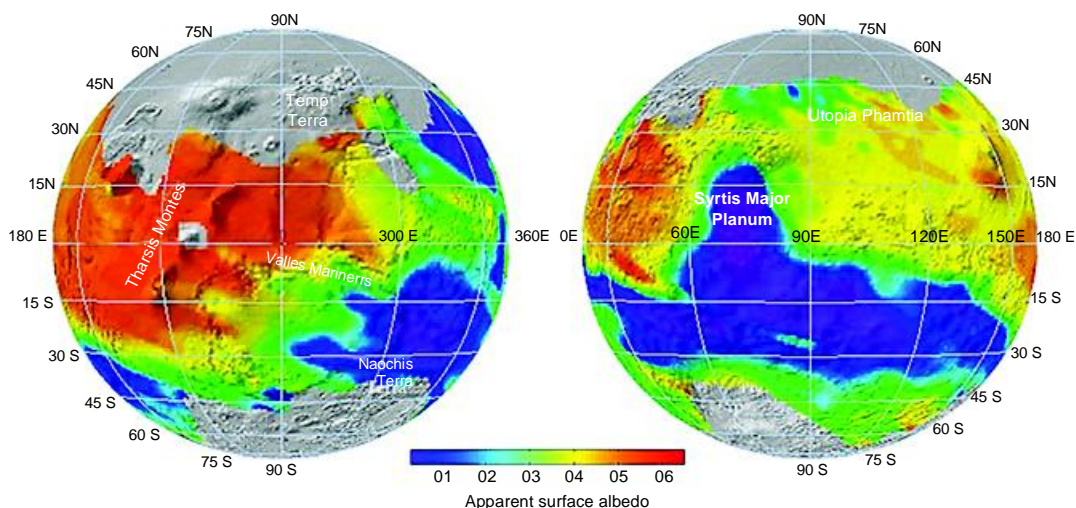 90N
75N
60N
45N
30N
15N
180 E
15 S
30 S
45 S
60 S
75 S
90 S
Temp
Terra
Tharsis Montes
Valles Marinerrs
300 E
360E
Naochis
Terra
90N
75N
60N
45N
30N
15N
Utopia Phamtia
Syrtis Major
Planum
0E
60E
90E
120E
150E
180 E
15 S
30 S
45 S
60 S
75 S
90 S
01 02 03 04 05 06
Apparent surface albedo